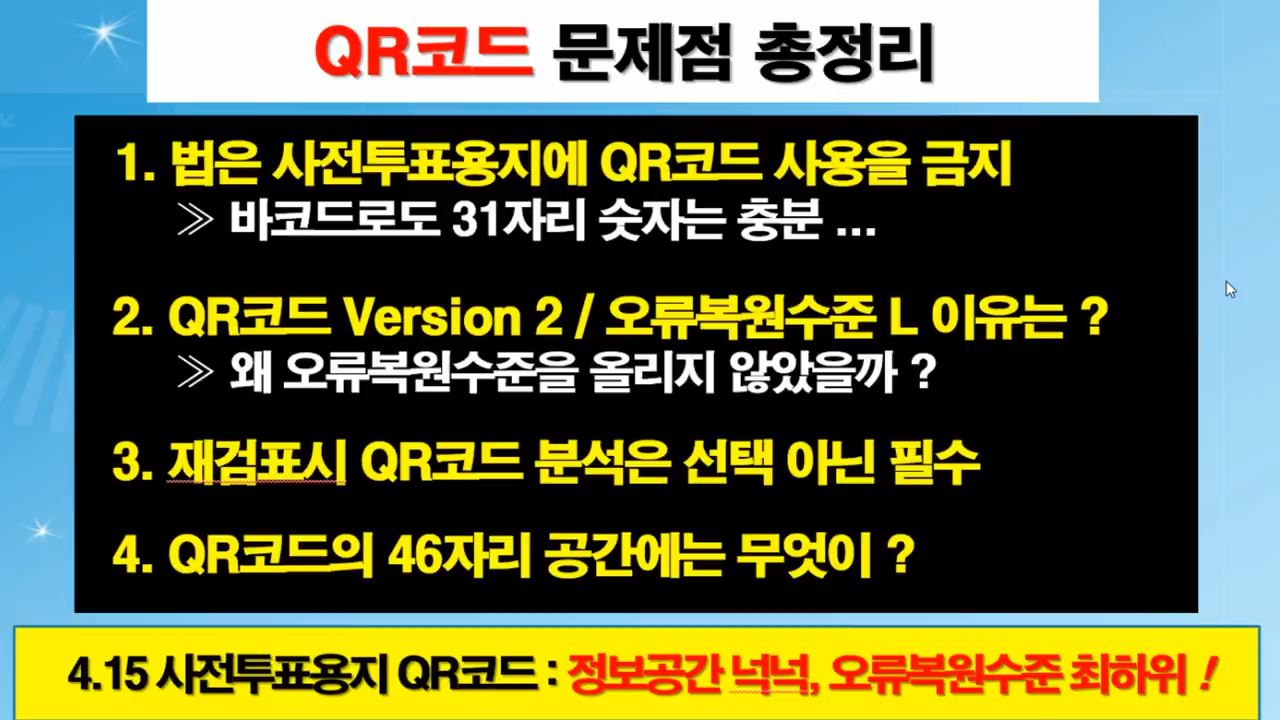 QR코드 문제점 총정리
1. 법은 사전투표용지에 QR코드 사용을 금지
≫ 바코드로도 31자리 숫자는 충분 ...
2. QR코드 Version 2 / 오류복원수준 L 이유는 ?
≫ 왜 오류복원수준을 올리지 않았을까 ?
3. 재검표시 QR코드 분석은 선택 아닌 필수
4. QR코드의 46자리 공간에는 무엇이 ?
4.15 사전투표용지 QR코드 : 정보공간 넉넉, 오류복원수준 최하위 !